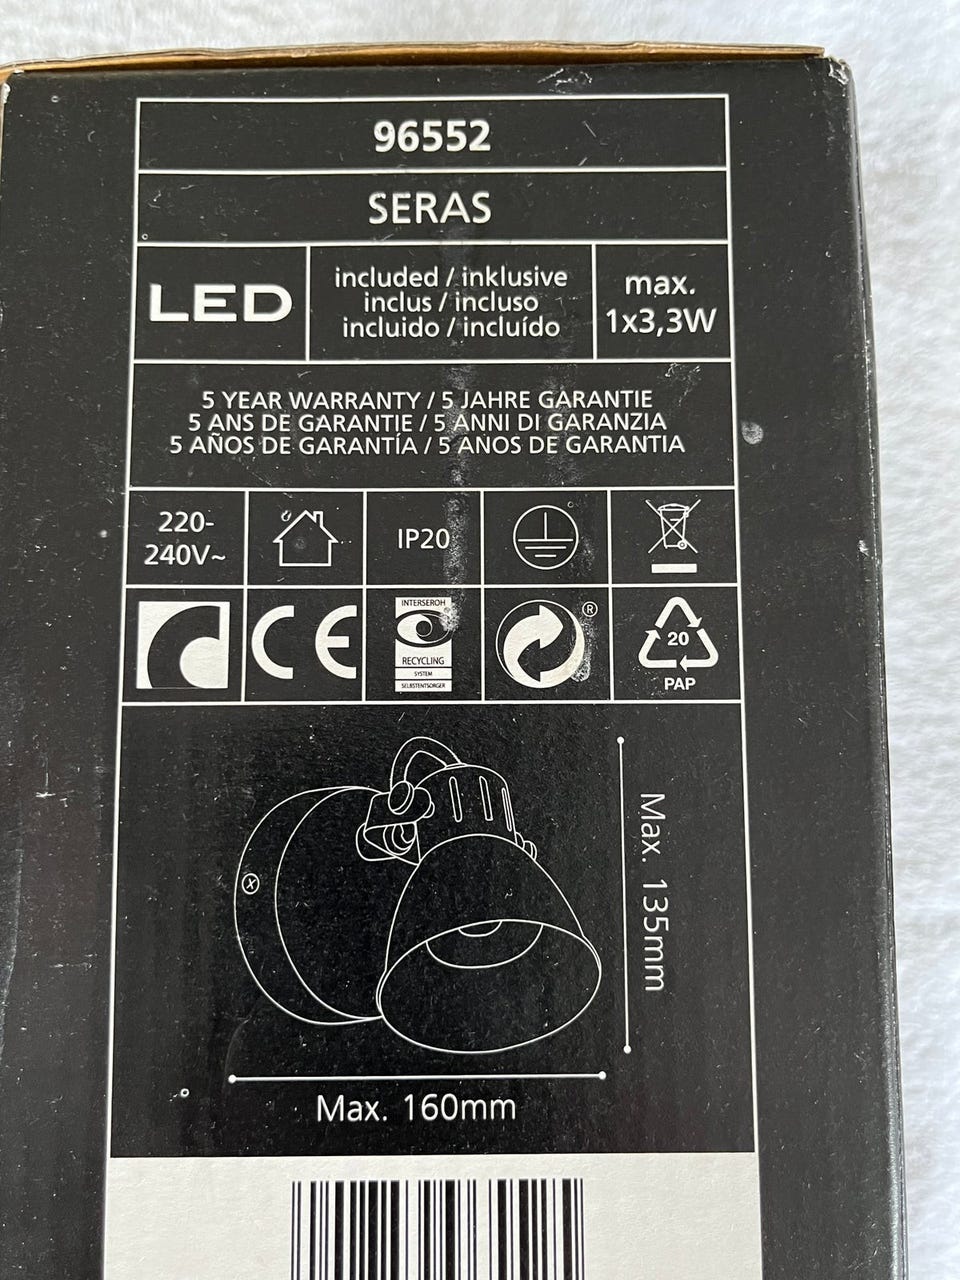 96552
SERAS
LED
included / inklusive
inclus / incluso
incluido / incluído
max.
1x3,3W
5 YEAR WARRANTY / 5 JAHRE GARANTIE
5 ANS DE GARANTIE / 5 ANNI DI GARANZIA
5 AÑOS DE GARANTÍA / 5 ANOS DE GARANTIA
220-
240V~
IP20
CE
INTERSEROH
RECYCLING
SYSTEM
SELBSTENTSORGER
®
20
PAP
Max. 135mm
Max. 160mm